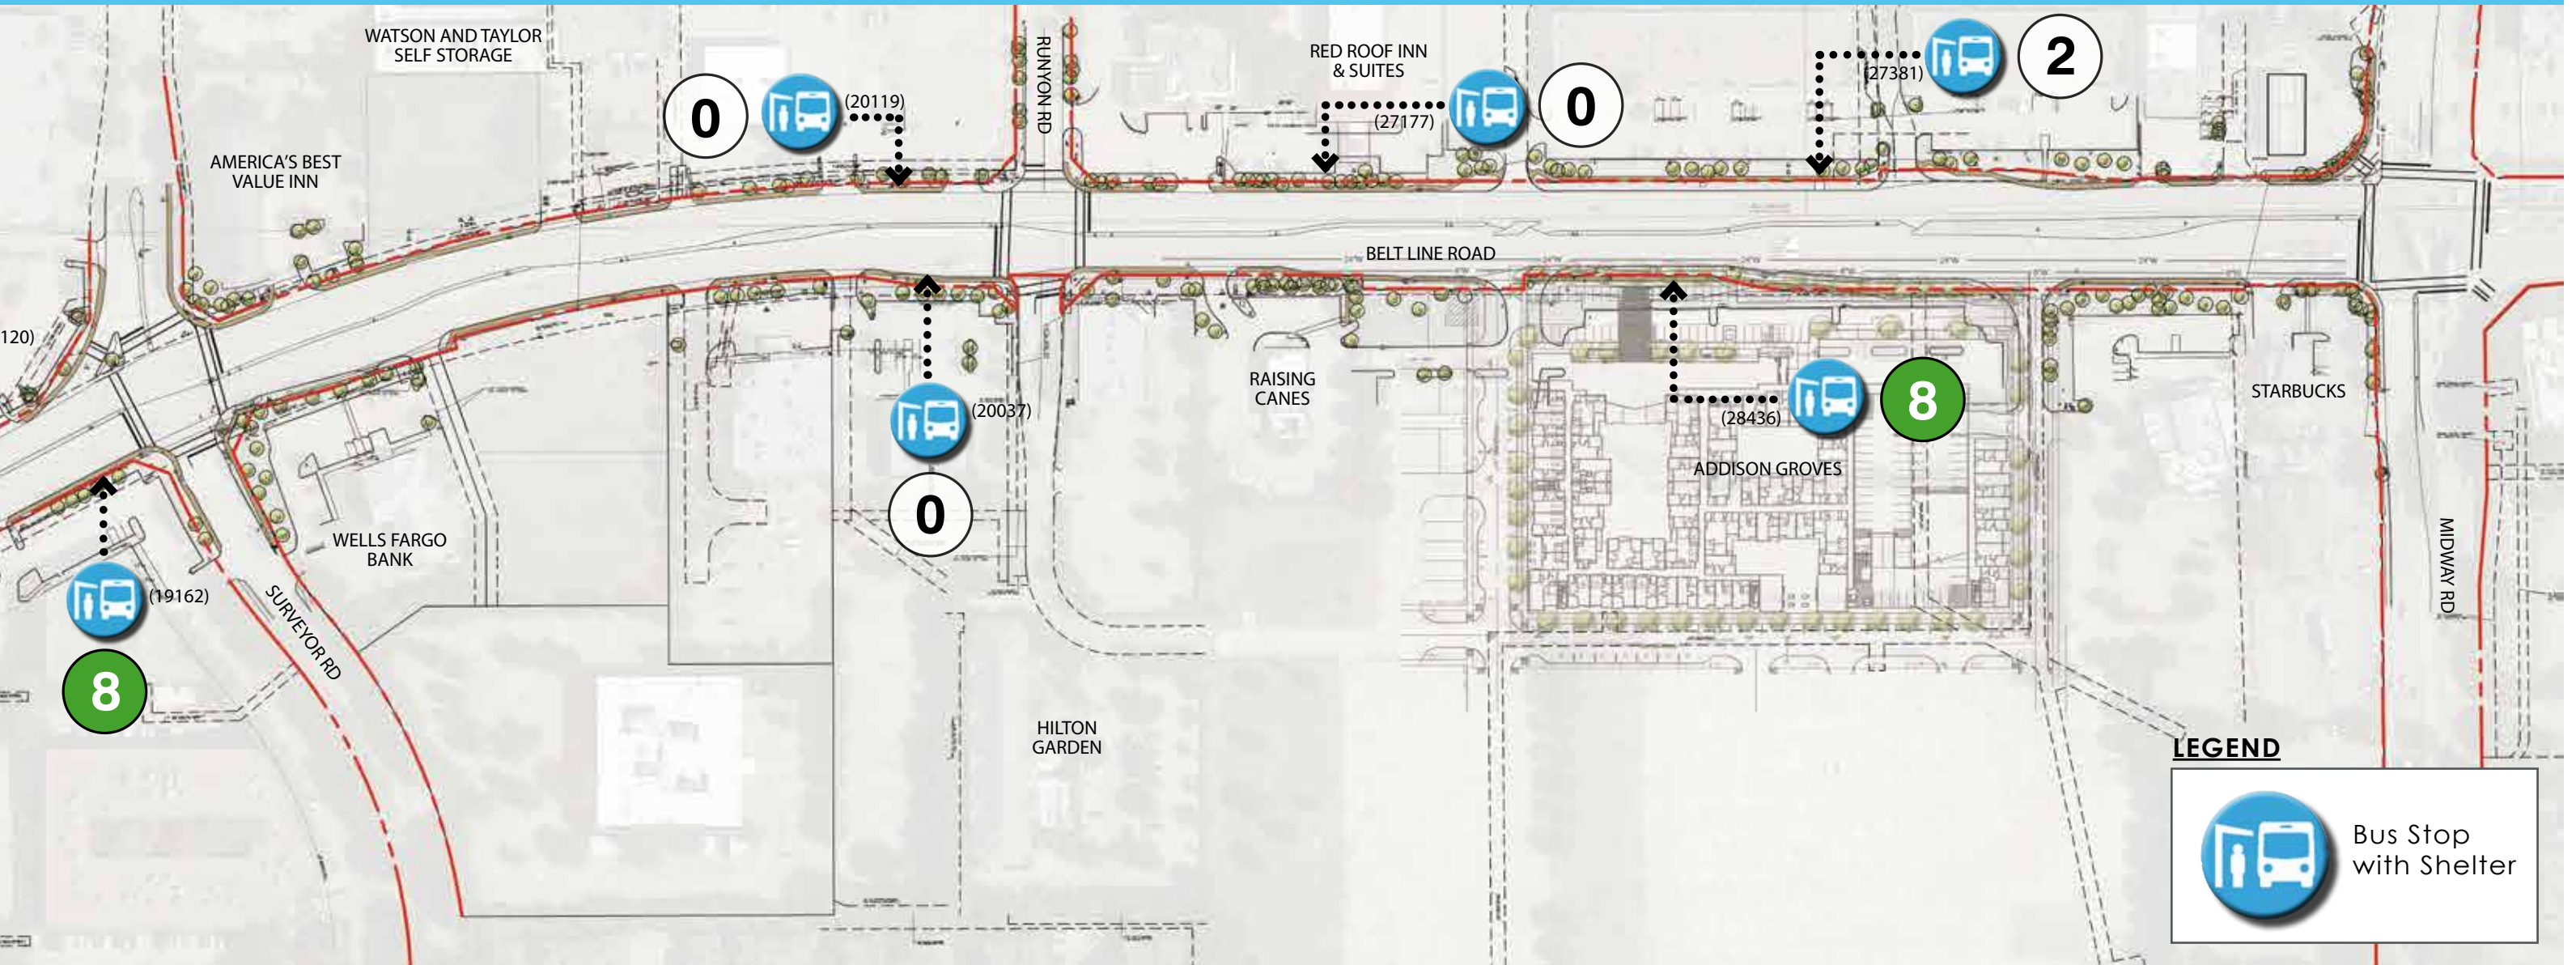 WATSON AND TAYLOR
SELF STORAGE
0
(20119)
RUNYON RD
RED ROOF INN
& SUITES
(27177)
0
(27381)
2
AMERICA'S BEST
VALUE INN
BELT LINE ROAD
120)
(20037)
0
RAISING
CANES
(28436)
8
ADDISON GROVES
STARBUCKS
WELLS FARGO
BANK
(19162)
8
SURVEYOR RD
MIDWAY RD
HILTON
GARDEN
LEGEND
Bus Stop
with Shelter